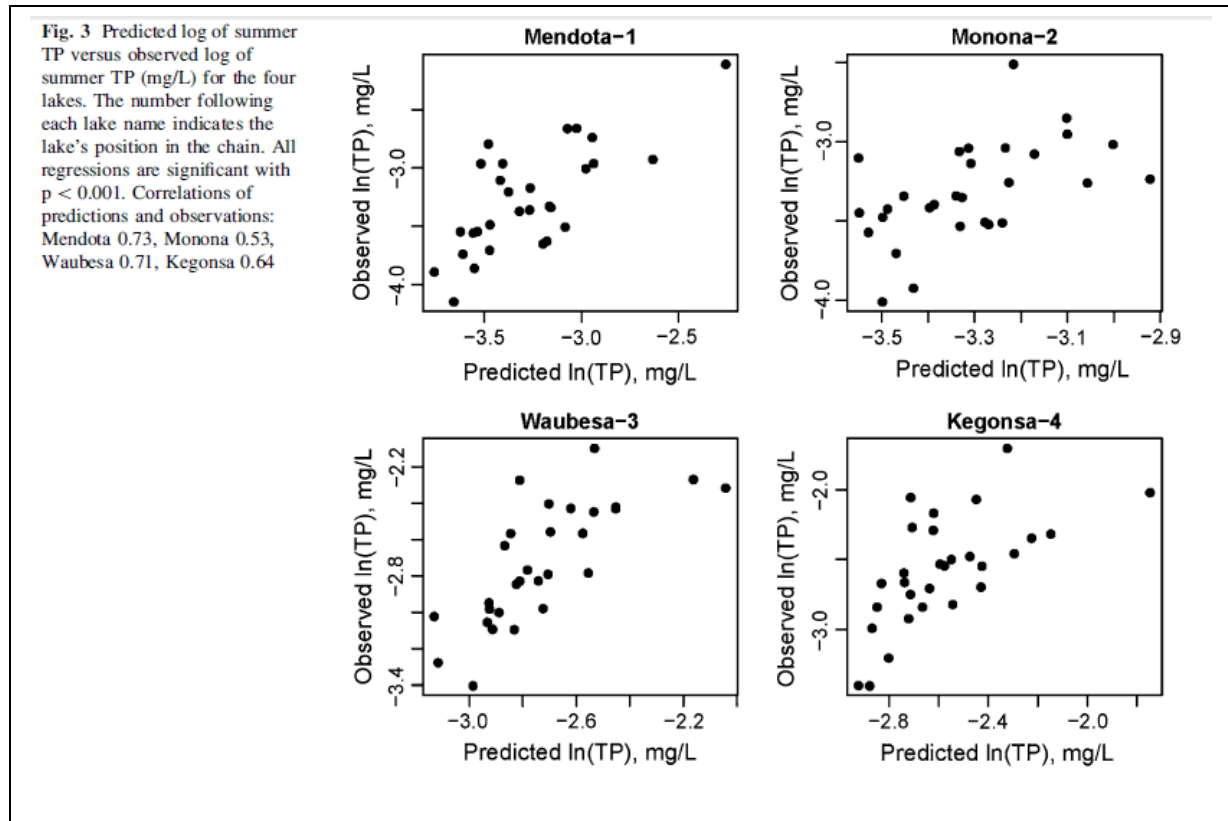 Fig. 3 Predicted log of summer
TP versus observed log of
summer TP (mg/L) for the four
lakes. The number following
each lake name indicates the
lake's position in the chain. All
regressions are significant with
p < 0.001. Correlations of
predictions and observations:
Mendota 0.73, Monona 0.53,
Waubesa 0.71, Kegonsa 0.64
Mendota−1
Observed ln(TP), mg/L
−3.0
−4.0
−3.5 −3.0 −2.5
Predicted ln(TP), mg/L
Monona−2
Observed ln(TP), mg/L
−3.0
−4.0
−3.5 −3.3 −3.1 −2.9
Predicted ln(TP), mg/L
Waubesa−3
Observed ln(TP), mg/L
−2.2
−2.8
−3.4
−3.0 −2.6 −2.2
Predicted ln(TP), mg/L
Kegonsa−4
Observed ln(TP), mg/L
−2.0
−3.0
−2.8 −2.4 −2.0
Predicted ln(TP), mg/L